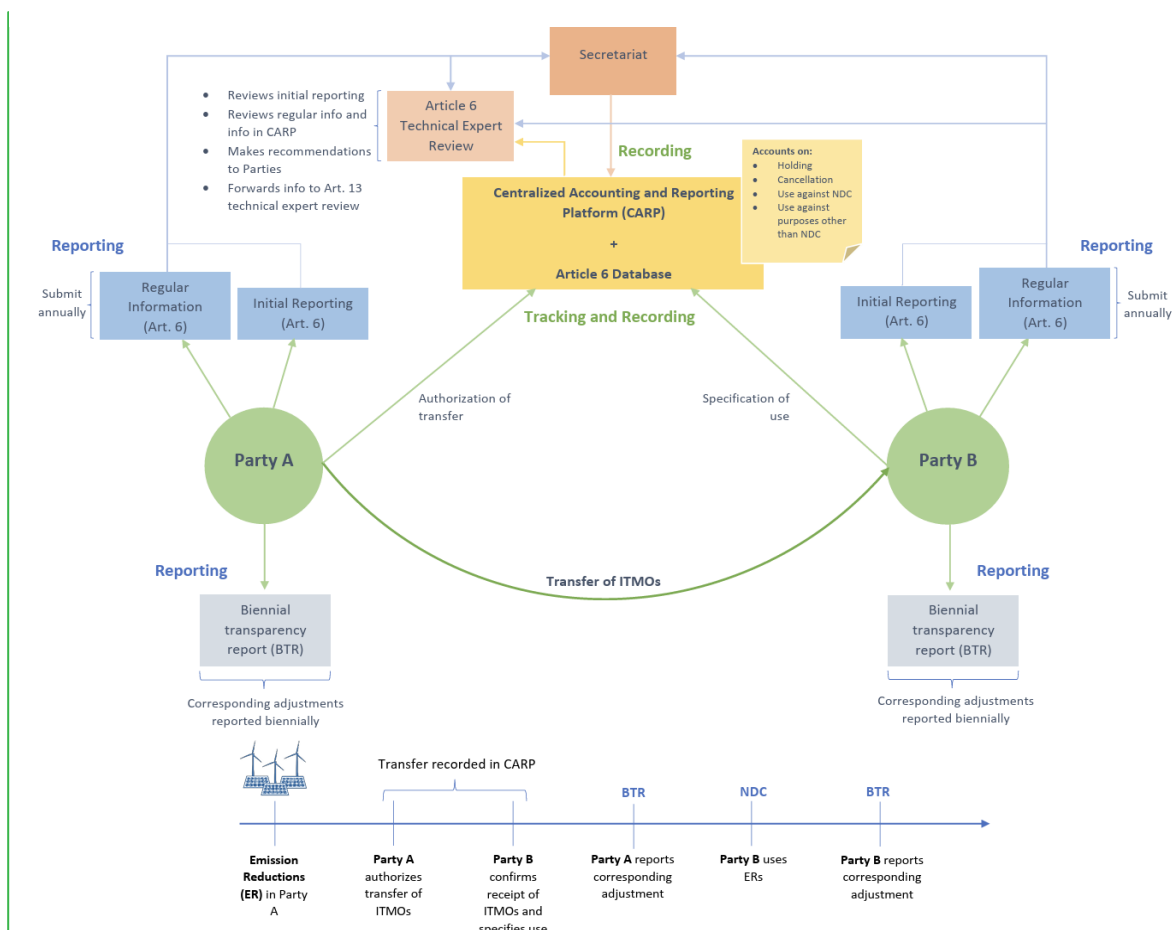 Secretariat
• Reviews initial reporting
• Reviews regular info and
info in CARP
• Makes recommendations
to Parties
• Forwards info to Art. 13
technical expert review
Article 6
Technical Expert
Review
Recording
Accounts on:
• Holding
• Cancellation
• Use against NDC
• Use against
purposes other
than NDC
Centralized Accounting and Reporting
Platform (CARP)
+
Article 6 Database
Reporting
Submit
annually
Regular
Information
(Art. 6)
Initial Reporting
(Art. 6)
Tracking and Recording
Reporting
Initial Reporting
(Art. 6)
Regular
Information
(Art. 6)
Submit
annually
Authorization of
transfer
Specification of
use
Party A
Party B
Transfer of ITMOs
Reporting
Biennial
transparency
report (BTR)
Corresponding adjustments
reported biennially
Reporting
Biennial
transparency
report (BTR)
Corresponding adjustments
reported biennially
Transfer recorded in CARP
BTR
NDC
BTR
Emission
Reductions
(ER) in Party
A
Party A
authorizes
transfer of
ITMOs
Party B
confirms
receipt of
ITMOs and
specifies use
Party A reports
corresponding
adjustment
Party B uses
ERs
Party B reports
corresponding
adjustment